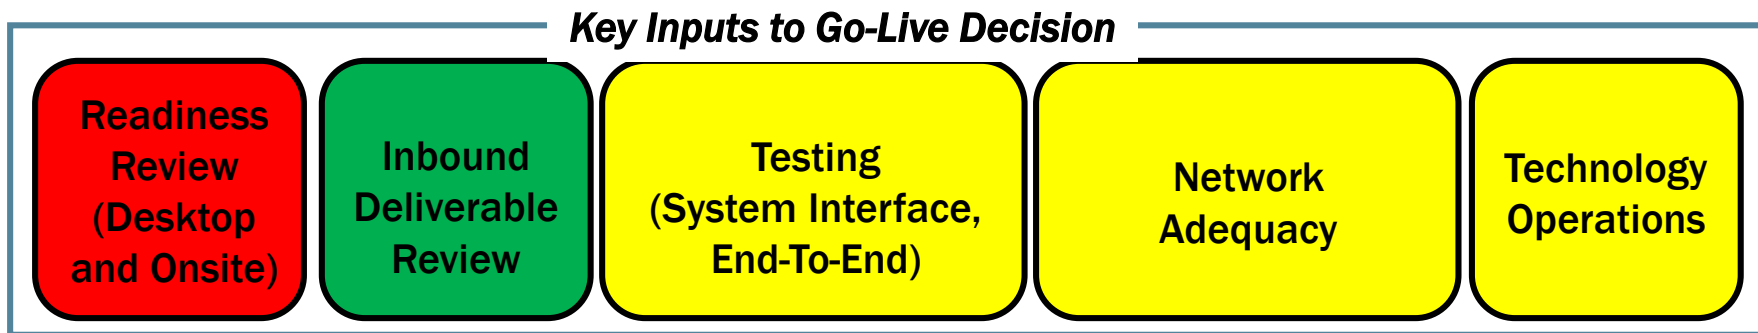 Key Inputs to Go-Live Decision
Readiness
Review
(Desktop
and Onsite)
Inbound
Deliverable
Review
Testing
(System Interface,
End-To-End)
Network
Adequacy
Technology
Operations